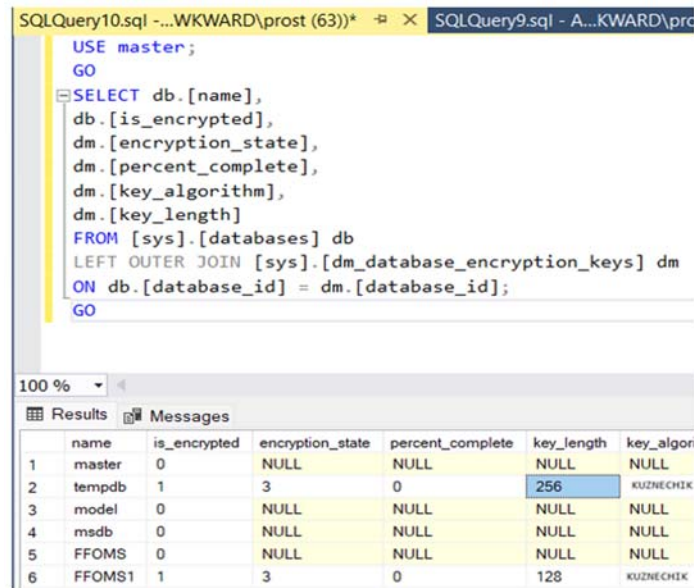 SQLQuery10.sql -...WKWARD\prost (63))* SQLQuery9.sql - A...KWARD\pro
USE master;
GO
SELECT db.[name],
db.[is_encrypted],
dm.[encryption_state],
dm.[percent_complete],
dm.[key_algorithm],
dm.[key_length]
FROM [sys].[databases] db
LEFT OUTER JOIN [sys].[dm_database_encryption_keys] dm
ON db.[database_id] = dm.[database_id];
GO
100 %
Results Messages
name is_encrypted encryption_state percent_complete key_length key_algori
1 master 0 NULL NULL NULL NULL
2 tempdb 1 3 0 256 KUZNECHIK
3 model 0 NULL NULL NULL NULL
4 msdb 0 NULL NULL NULL NULL
5 FFOMS 0 NULL NULL NULL NULL
6 FFOMS1 1 3 0 128 KUZNECHIK